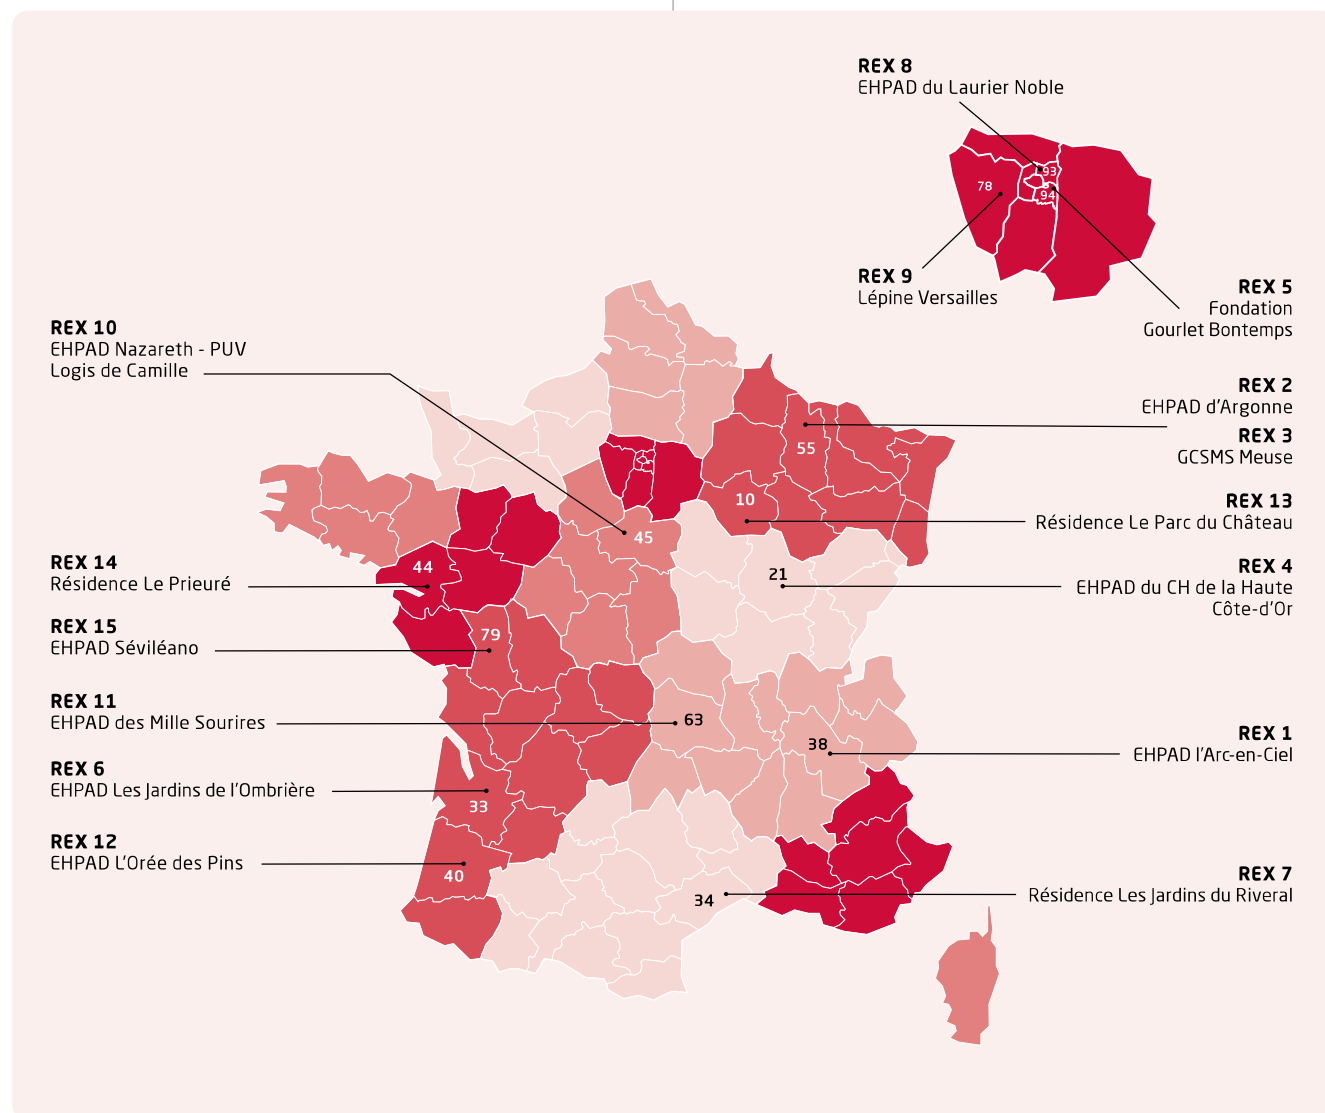 REX 8
EHPAD du Laurier Noble
93
78
94
REX 9
Lépine Versailles
REX 5
Fondation
Gourlet Bontemps
REX 10
EHPAD Nazareth - PUV
Logis de Camille
REX 2
EHPAD d'Argonne
REX 3
GCSMS Meuse
55
10
REX 13
Résidence Le Parc du Château
45
REX 14
Résidence Le Prieuré
44
21
REX 4
EHPAD du CH de la Haute
Côte-d'Or
REX 15
EHPAD Séviléano
79
REX 11
EHPAD des Mille Sourires
63
38
REX 1
EHPAD l'Arc-en-Ciel
REX 6
EHPAD Les Jardins de l'Ombrière
33
REX 12
EHPAD L'Orée des Pins
40
34
REX 7
Résidence Les Jardins du Riveral